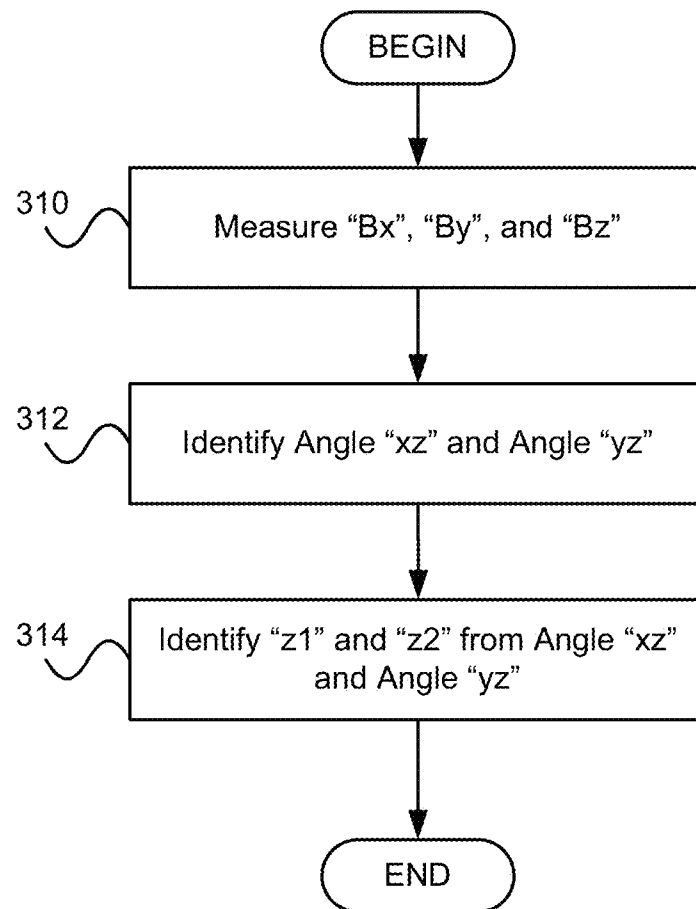 BEGIN
310
Measure “Bx”, “By”, and “Bz”
312
Identify Angle “xz” and Angle “yz”
314
Identify “z1” and “z2” from Angle “xz”
and Angle “yz”
END